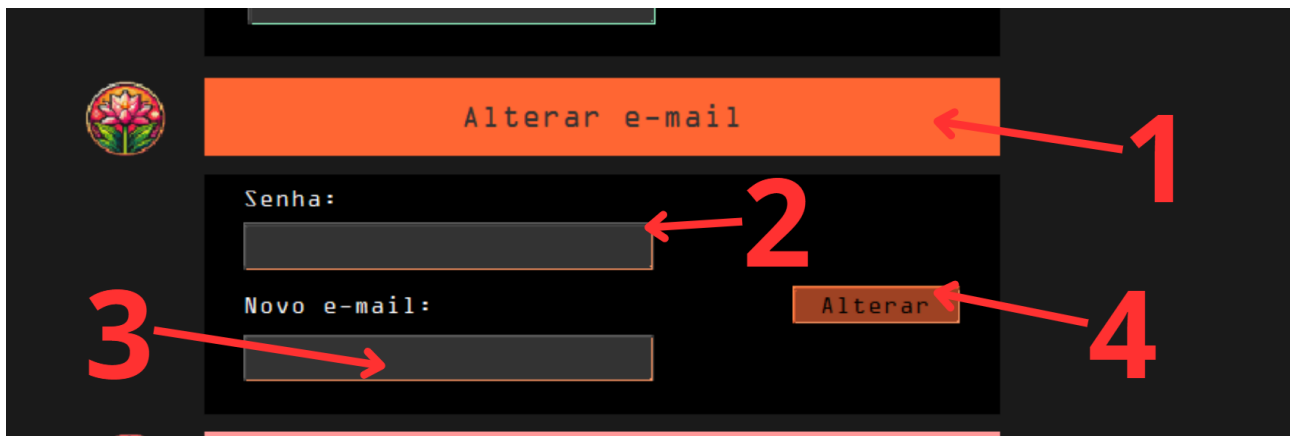 Alterar e-mail
1
Senha:
2
Novo e-mail:
Alterar
3
4